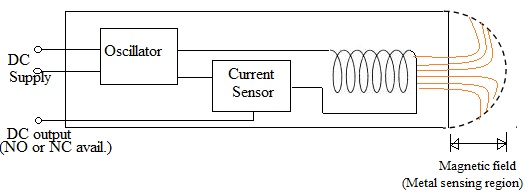 Oscillator
DC
Supply
Current
Sensor
DC output
(NO or NC avail.)
Magnetic field
(Metal sensing region)